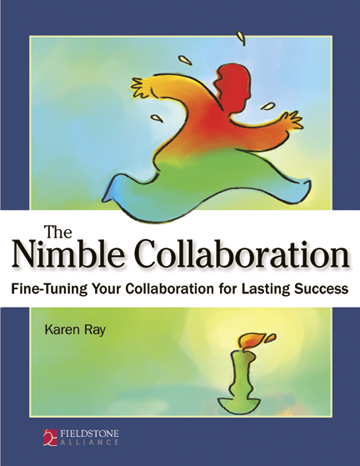 The
Nimble Collaboration
Fine-Tuning Your Collaboration for Lasting Success
Karen Ray
FIELDSTONE
ALLIANCE